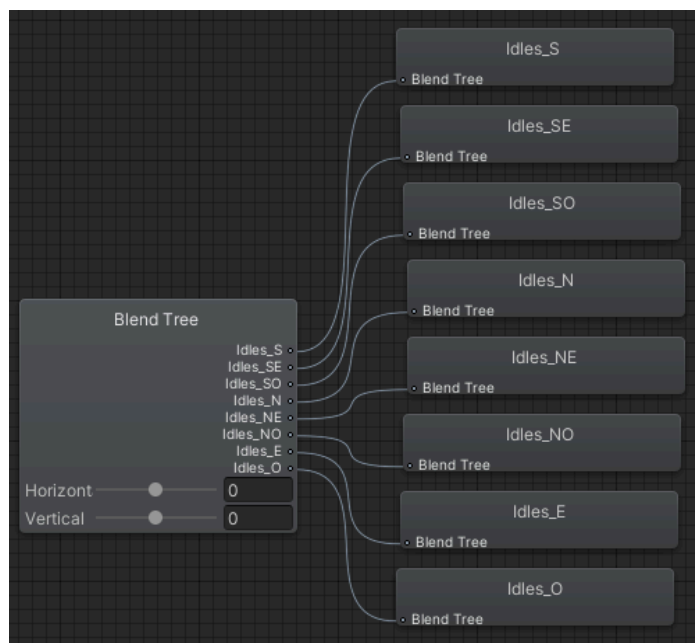 Idles_S
Blend Tree
Idles_SE
Blend Tree
Idles_SO
Blend Tree
Idles_N
Blend Tree
Idles_NE
Blend Tree
Idles_NO
Blend Tree
Idles_E
Blend Tree
Idles_O
Blend Tree
Blend Tree
Idles_S
Idles_SE
Idles_SO
Idles_N
Idles_NE
Idles_NO
Idles_E
Idles_O
Horizont 0
Vertical 0